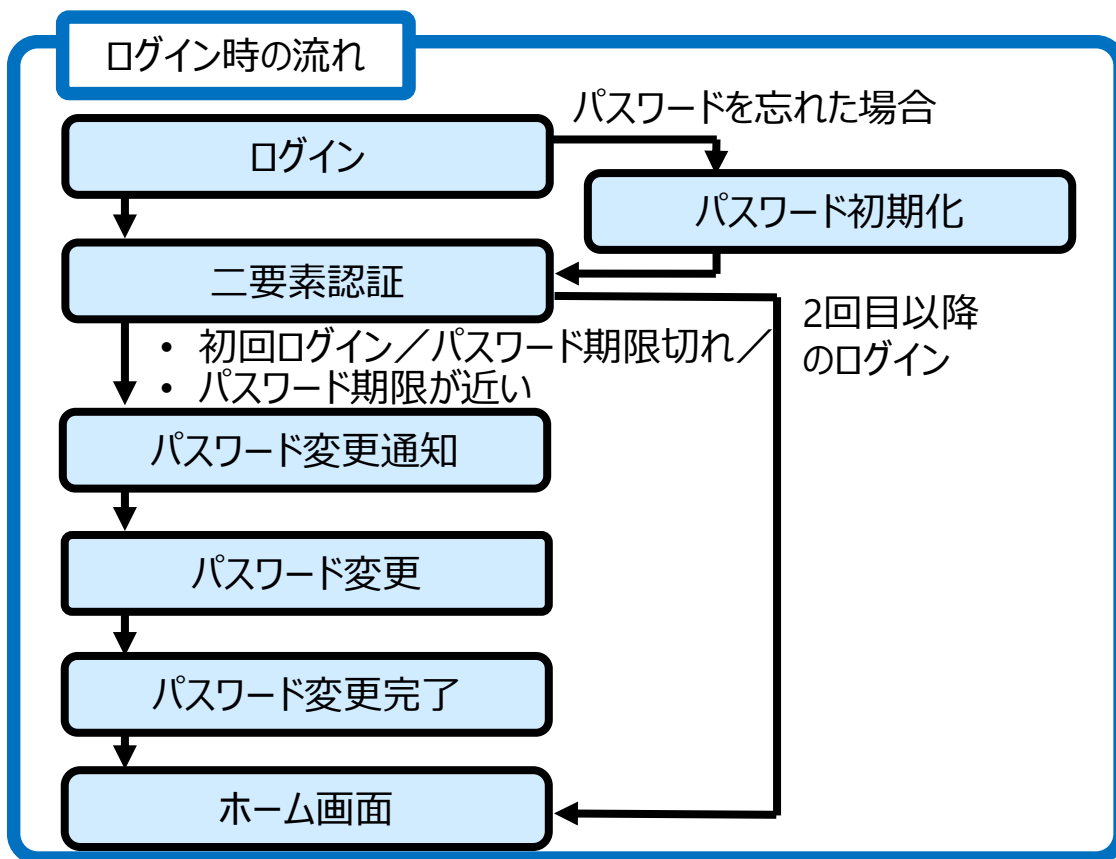 ログイン時の流れ
パスワードを忘れた場合
ログイン
パスワード初期化
二要素認証
2回目以降
のログイン
• 初回ログイン／パスワード期限切れ／
• パスワード期限が近い
パスワード変更通知
パスワード変更
パスワード変更完了
ホーム画面